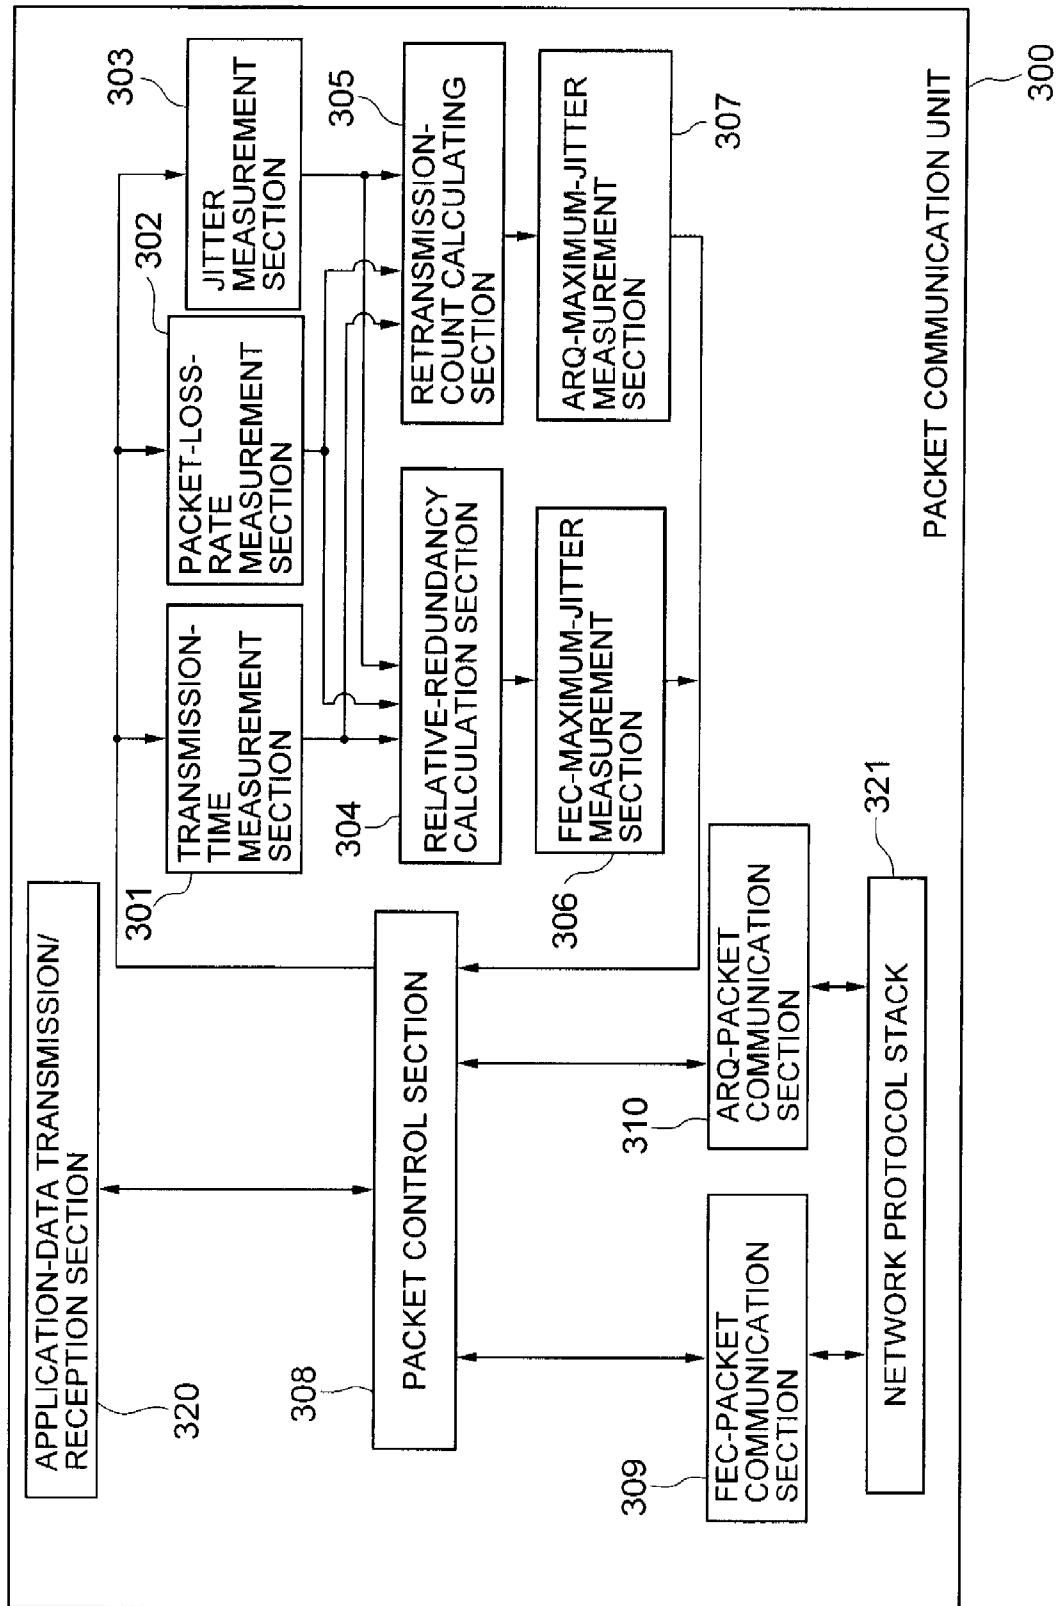 APPLICATION-DATA TRANSMISSION/
RECEPTION SECTION
320
301
TRANSMISSION-
TIME
MEASUREMENT
SECTION
302
PACKET-LOSS-
RATE
MEASUREMENT
SECTION
303
JITTER
MEASUREMENT
SECTION
308
PACKET CONTROL SECTION
304
RELATIVE-REDUNDANCY
CALCULATION SECTION
305
RETRANSMISSION-
COUNT CALCULATING
SECTION
306
FEC-MAXIMUM-JITTER
MEASUREMENT
SECTION
307
ARQ-MAXIMUM-JITTER
MEASUREMENT
SECTION
309
FEC-PACKET
COMMUNICATION
SECTION
310
ARQ-PACKET
COMMUNICATION
SECTION
321
NETWORK PROTOCOL STACK
PACKET COMMUNICATION UNIT
300